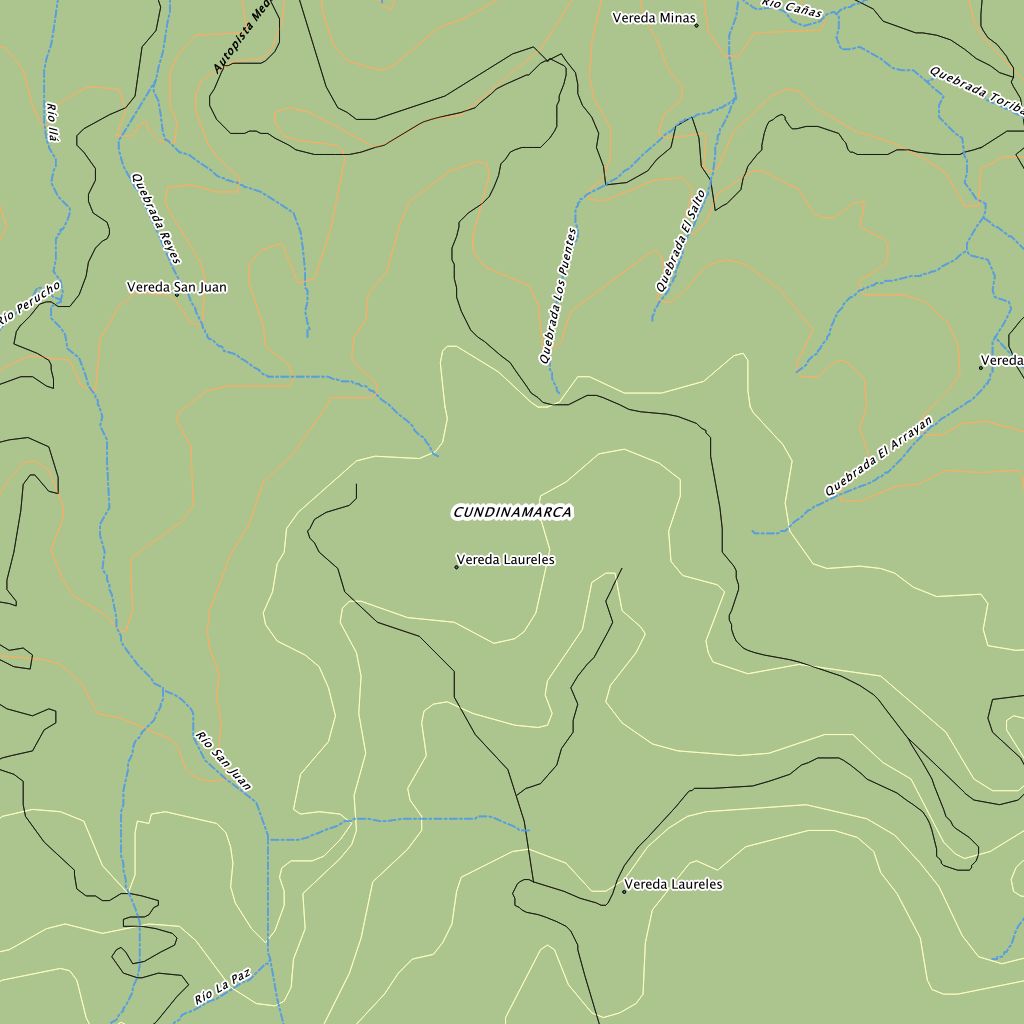 Río Cañas
Vereda Minas
Autopista Med
Quebrada Toriba
Río Ilá
Quebrada Reyes
Quebrada El Salto
Quebrada Los Puentes
Vereda San Juan
Río Perucho
Vereda
Quebrada El Arrayan
CUNDINAMARCA
Vereda Laureles
Río San Juan
Vereda Laureles
Río La Paz